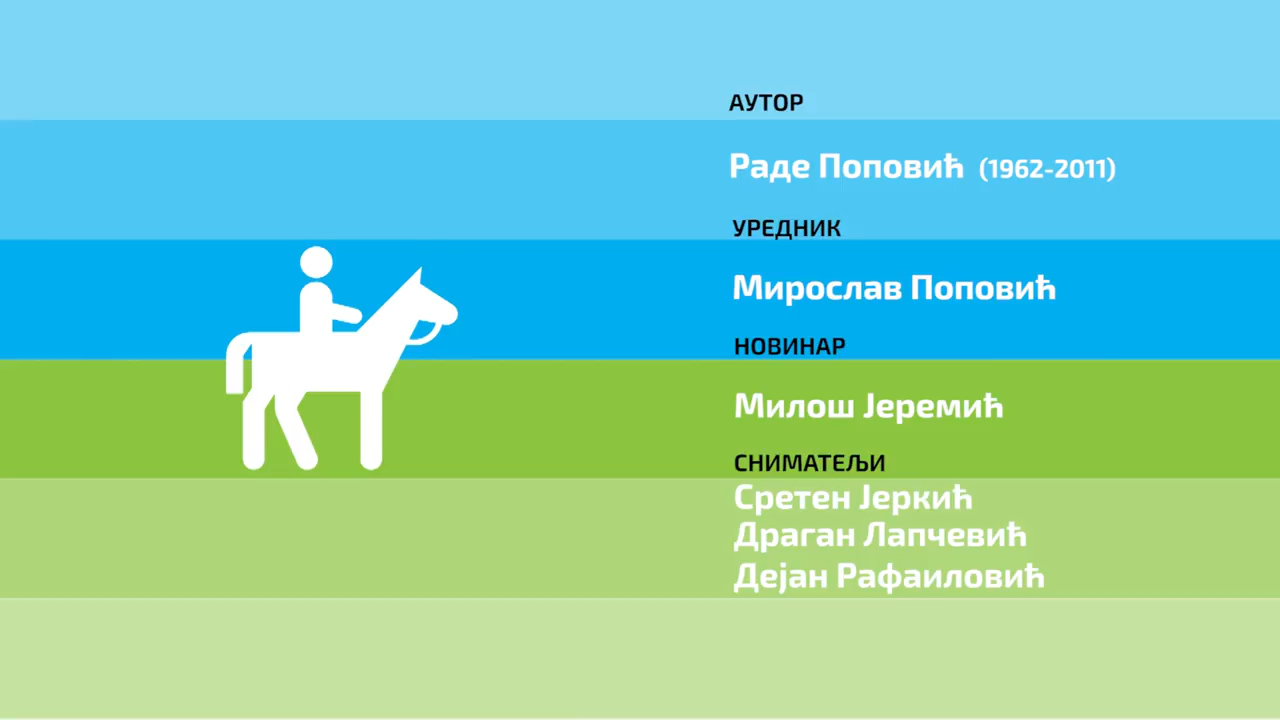 АУТОР
Раде Поповић (1962-2011)
УРЕДНИК
Мирослав Поповић
НОВИНАР
Милош Јеремић
СНИМАТЕЉИ
Сретен Јеркић
Драган Лапчевић
Дејан Рафаиловић